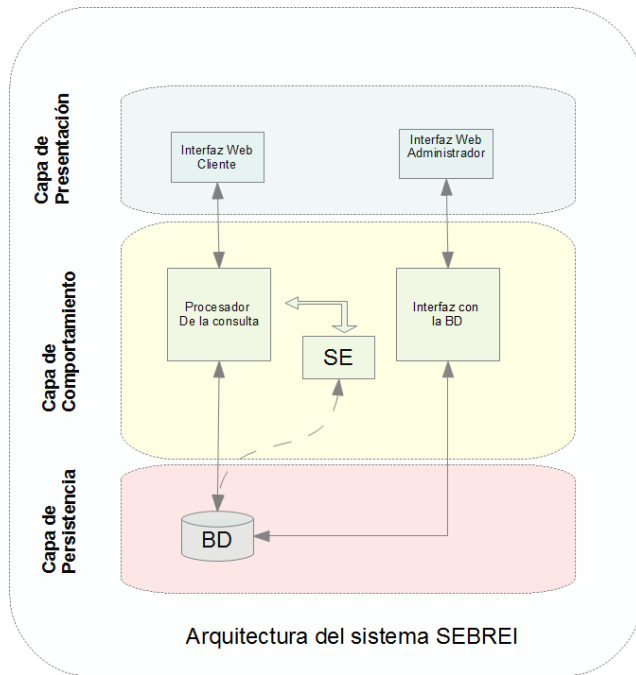 Capa de
Presentación
Interfaz Web
Cliente
Interfaz Web
Administrador
Capa de
Comportamiento
Procesador
De la consulta
SE
Interfaz con
la BD
Capa de
Persistencia
BD
Arquitectura del sistema SEBREI